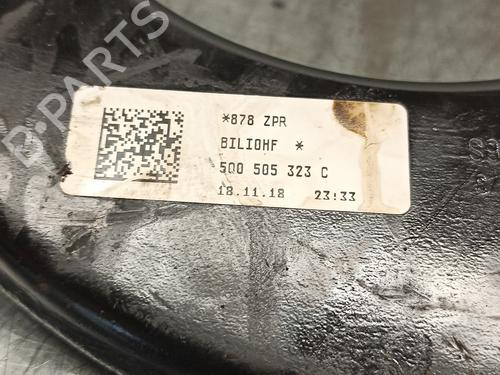 B-PARTS
*878 ZPR
BILIOHF *
5Q0 505 323 C
18.11.18 23:33